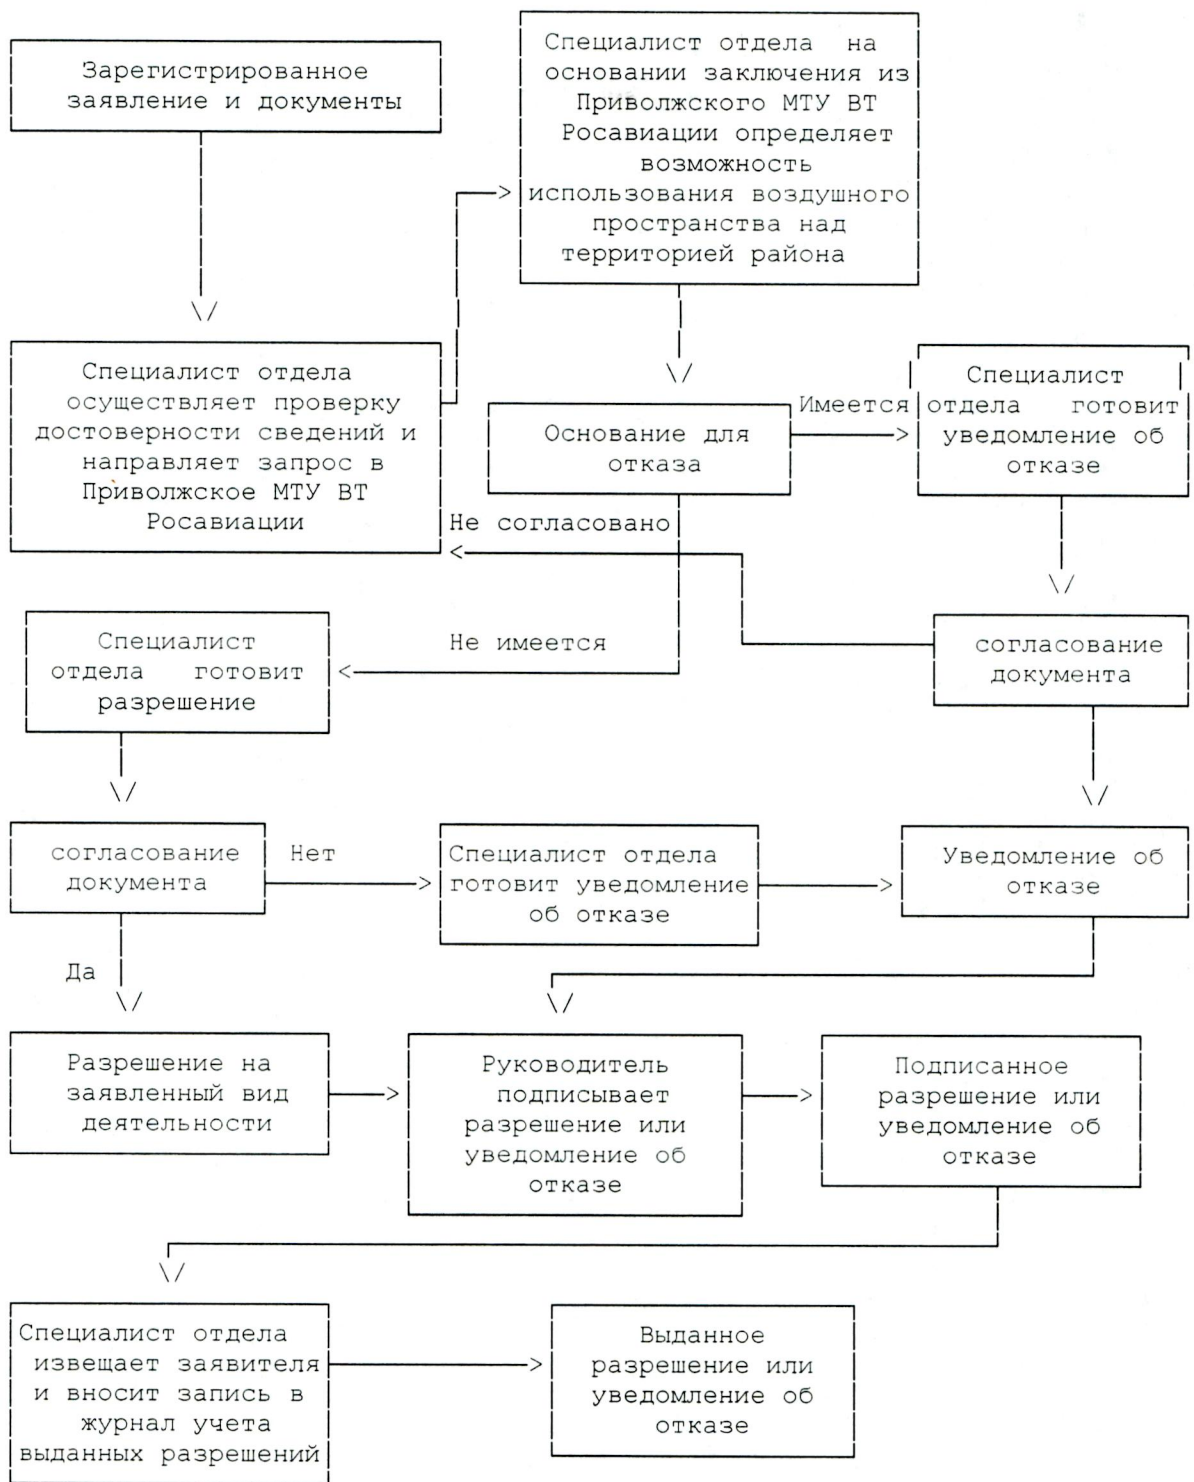 Зарегистрированное
заявление и документы
Специалист отдела на
основании заключения из
Приволжского МТУ ВТ
Росавиации определяет
возможность
использования воздушного
пространства над
территорией района
Специалист отдела
осуществляет проверку
достоверности сведений и
направляет запрос в
Приволжское МТУ ВТ
Росавиации
Основание для
отказа
Имеется
Специалист
отдела готовит
уведомление об
отказе
Не согласовано
Специалист
отдела готовит
разрешение
Не имеется
согласование
документа
согласование
документа
Нет
Специалист отдела
готовит уведомление
об отказе
Уведомление об
отказе
Да
Разрешение на
заявленный вид
деятельности
Руководитель
подписывает
разрешение или
уведомление об
отказе
Подписанное
разрешение или
уведомление об
отказе
Специалист отдела
извещает заявителя
и вносит запись в
журнал учета
выданных разрешений
Выданное
разрешение или
уведомление об
отказе